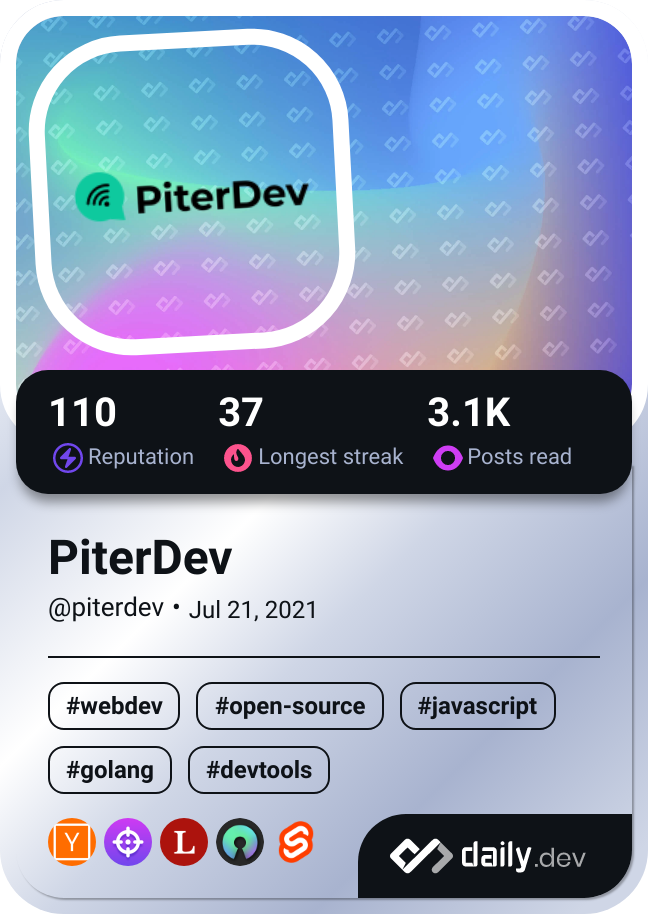 PiterDev
110 37 3.1K
Reputation Longest streak Posts read
PiterDev
@piterdev • Jul 21, 2021
#webdev #open-source #javascript
#golang #devtools
Y L
daily.dev